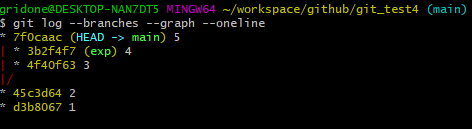 gridone@DESKTOP-NAN7DT5 MINGW64 ~/workspace/github/git_test4 (main)
$ git log --branches --graph --oneline
* 7f0caac (HEAD -> main) 5
| * 3b2f4f7 (exp) 4
| * 4f40f63 3
|/
* 45c3d64 2
* d3b8067 1